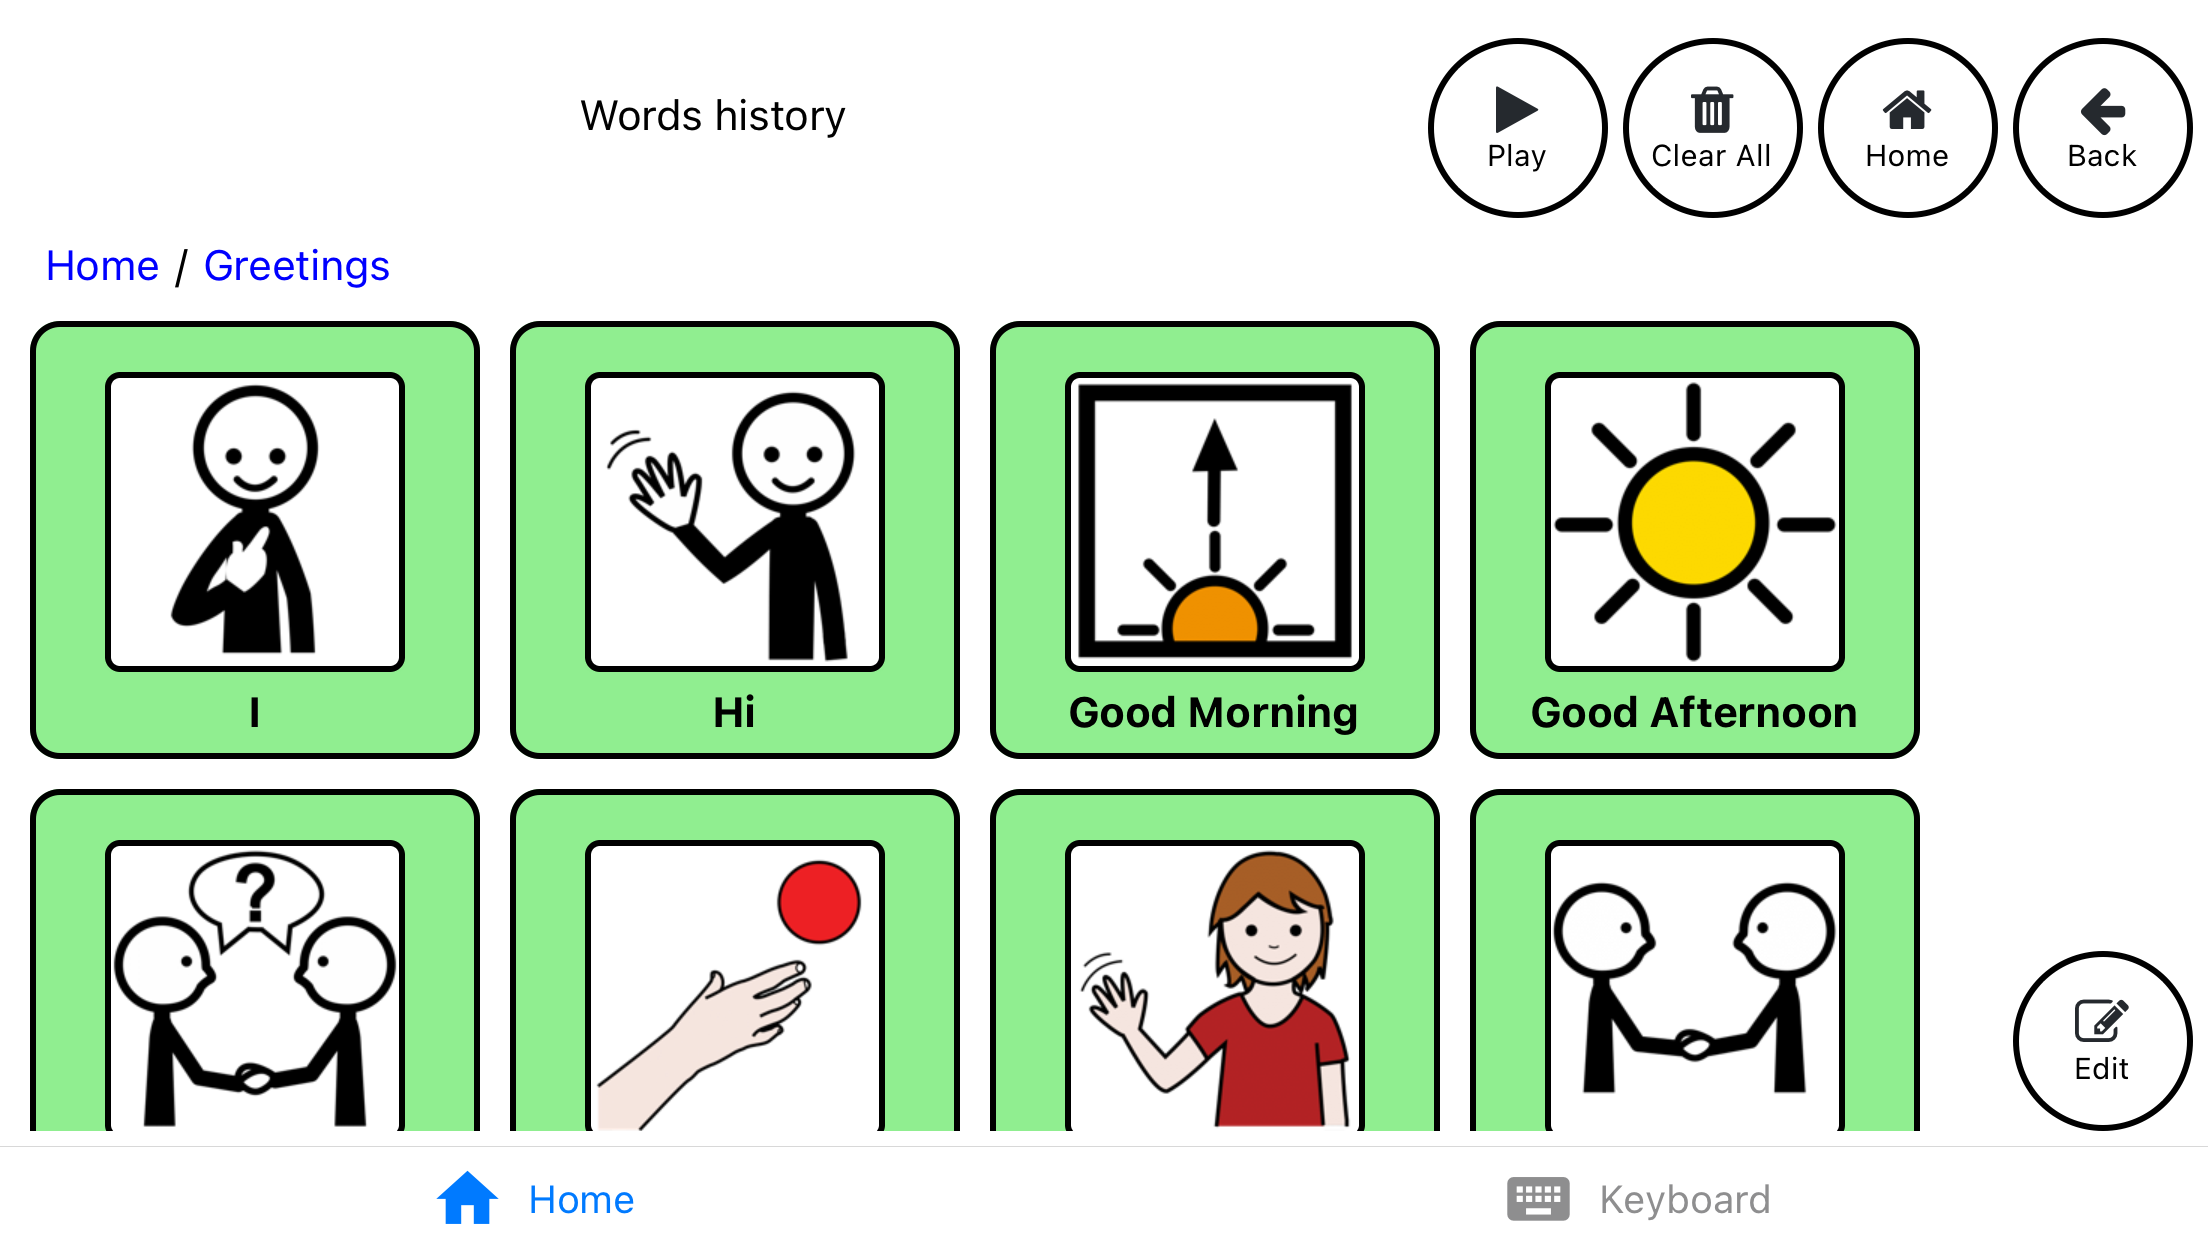 Words history
Play
Clear All
Home
Back
Home / Greetings
I
Hi
Good Morning
Good Afternoon
?
Edit
Home
Keyboard